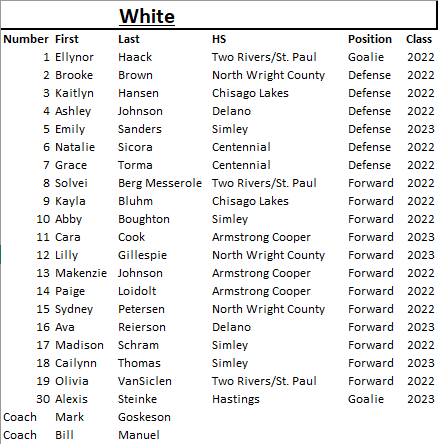 White
Number First Last HS Position Class
1 Ellynor Haack Two Rivers/St. Paul Goalie 2022
2 Brooke Brown North Wright County Defense 2022
3 Kaitlyn Hansen Chisago Lakes Defense 2022
4 Ashley Johnson Delano Defense 2023
5 Emily Sanders Simley Defense 2023
6 Natalie Sicora Centennial Defense 2022
7 Grace Torma Centennial Defense 2022
8 Solvei Berg Messerole Two Rivers/St. Paul Forward 2022
9 Kayla Bluhm Chisago Lakes Forward 2022
10 Abby Boughton Simley Forward 2022
11 Cara Cook Armstrong Cooper Forward 2023
12 Lilly Gillespie North Wright County Forward 2023
13 Makenzie Johnson Armstrong Cooper Forward 2022
14 Paige Loidolt Armstrong Cooper Forward 2022
15 Sydney Petersen North Wright County Forward 2022
16 Ava Reierson Delano Forward 2023
17 Madison Schram Simley Forward 2022
18 Cailynn Thomas Simley Forward 2023
19 Olivia VanSiclen Two Rivers/St. Paul Forward 2022
30 Alexis Steinke Hastings Goalie 2023
Coach Mark Goskeson
Coach Bill Manuel